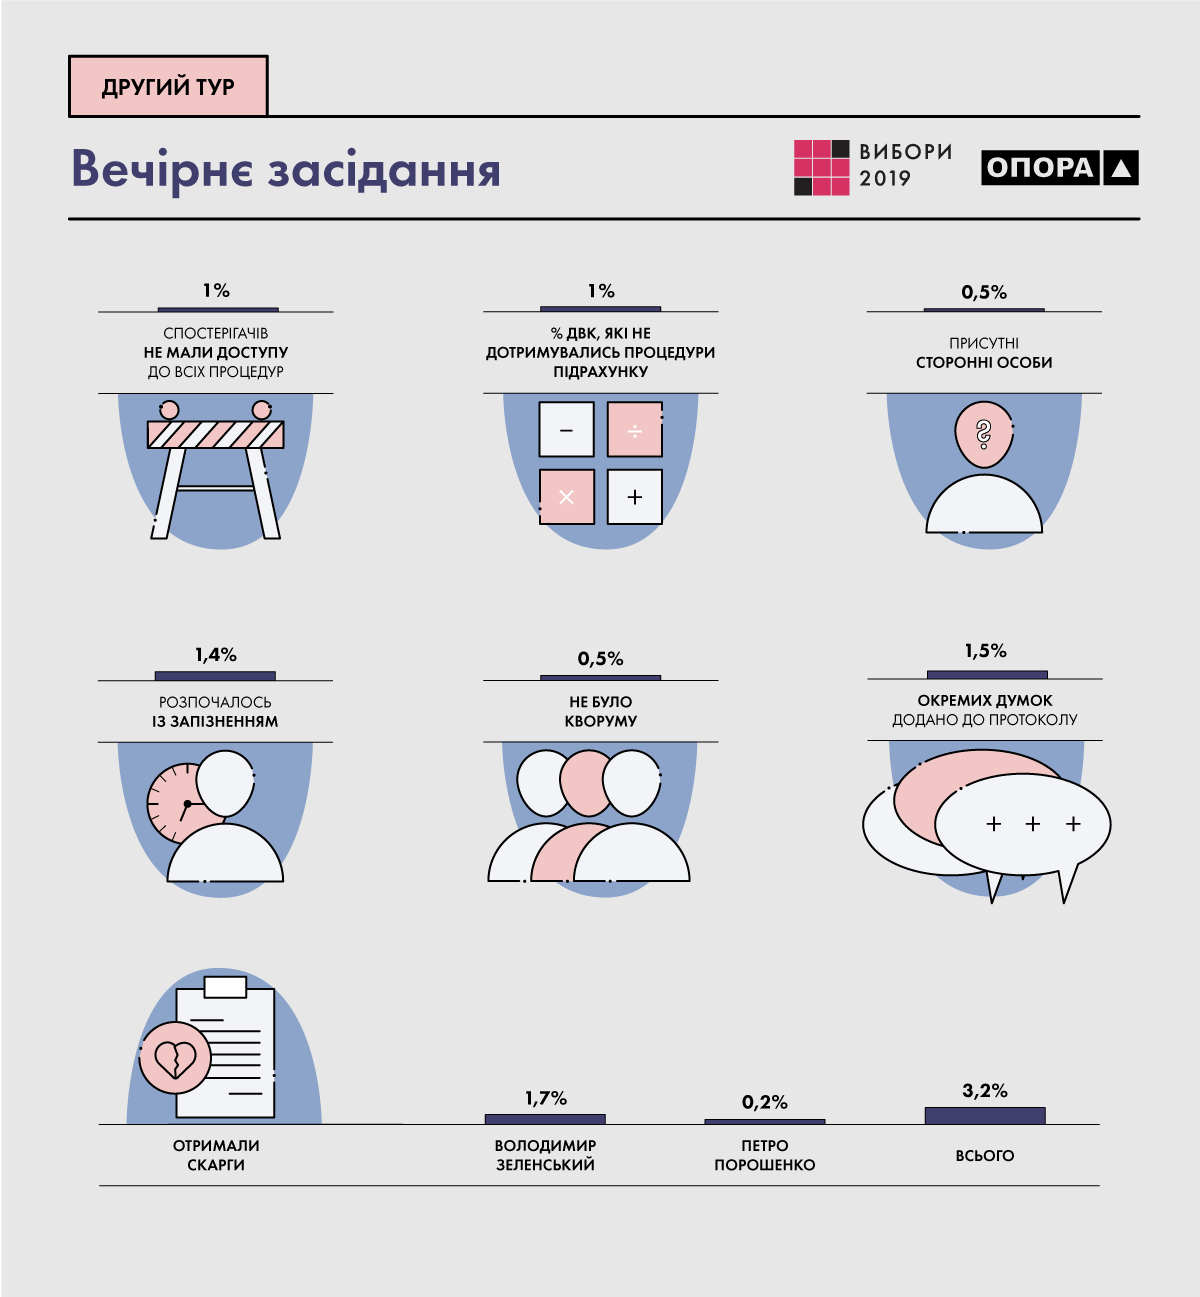 ДРУГИЙ ТУР
Вечірнє засідання
ВИБОРИ
2019
ОПОРА
1%
СПОСТЕРІГАЧІВ
НЕ МАЛИ ДОСТУПУ
ДО ВСІХ ПРОЦЕДУР
1%
% ДВК, ЯКІ НЕ
ДОТРИМУВАЛИСЬ ПРОЦЕДУРИ
ПІДРАХУНКУ
0,5%
ПРИСУТНІ
СТОРОННІ ОСОБИ
− ÷
× +
?
1,4%
РОЗПОЧАЛОСЬ
ІЗ ЗАПІЗНЕННЯМ
0,5%
НЕ БУЛО
КВОРУМУ
1,5%
ОКРЕМИХ ДУМОК
ДОДАНО ДО ПРОТОКОЛУ
+ + +
ОТРИМАЛИ
СКАРГИ
1,7%
ВОЛОДИМИР
ЗЕЛЕНСЬКИЙ
0,2%
ПЕТРО
ПОРОШЕНКО
3,2%
ВСЬОГО